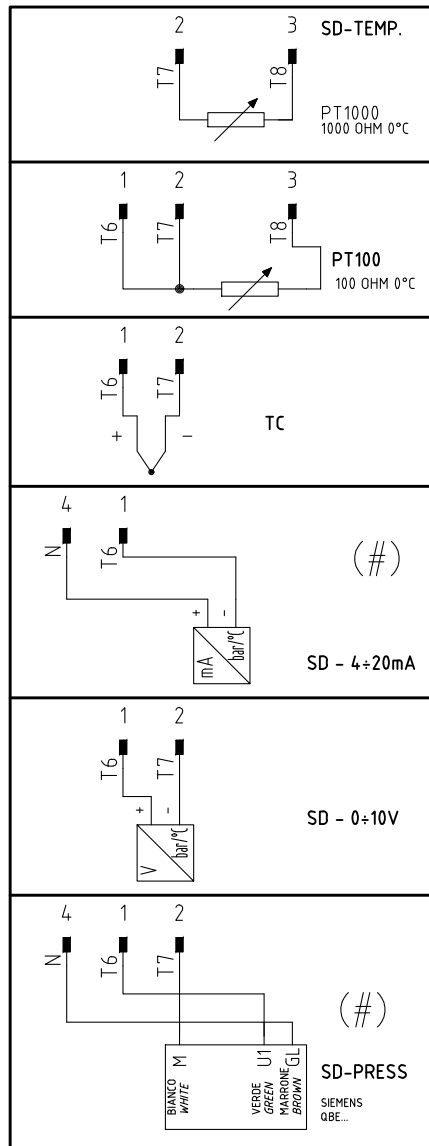 2 3 SD-TEMP.
T7 T8
PT1000
1000 OHM 0°C
1 2 3
T6 T7 T8
PT100
100 OHM 0°C
1 2
T6 T7
+ -
TC
4 1
N T6
(#)
+ -
mA bar/°C
SD - 4÷20mA
1 2
T6 T7
+ -
V bar/°C
SD - 0÷10V
4 1 2
N T6 T7
(#)
M U1 GL
BIANCO
WHITE
VERDE
GREEN
MARRONE
BROWN
SD-PRESS
SIEMENS
QBE...